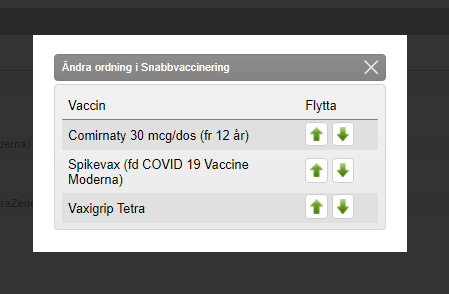 Ändra ordning i Snabbvaccinering
Vaccin Flytta
Comirnaty 30 mcg/dos (fr 12 år)
Spikevax (fd COVID 19 Vaccine
Moderna)
Vaxigrip Tetra